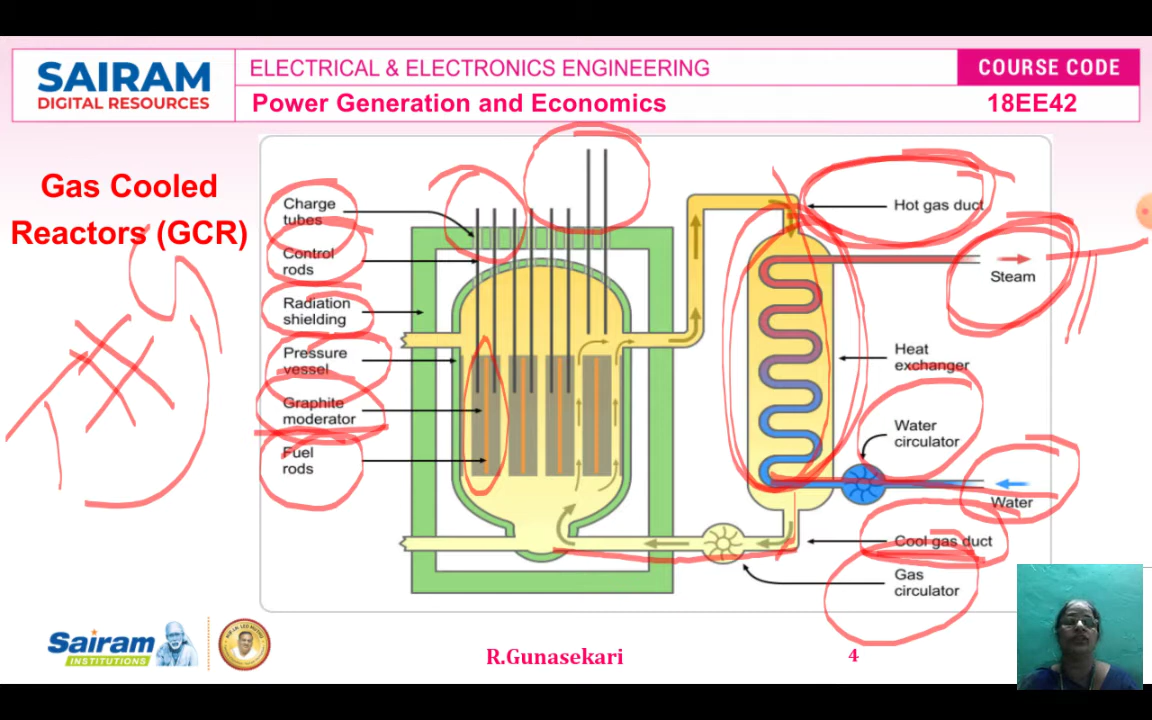 SAIRAM
DIGITAL RESOURCES
ELECTRICAL & ELECTRONICS ENGINEERING
COURSE CODE
Power Generation and Economics
18EE42
Gas Cooled
Reactors (GCR)
Charge
tubes
Control
rods
Radiation
shielding
Pressure
vessel
Graphite
moderator
Fuel
rods
Hot gas duct
Steam
Heat
exchanger
Water
circulator
Water
Cool gas duct
Gas
circulator
Sairam
INSTITUTIONS
R.Gunasekari
4